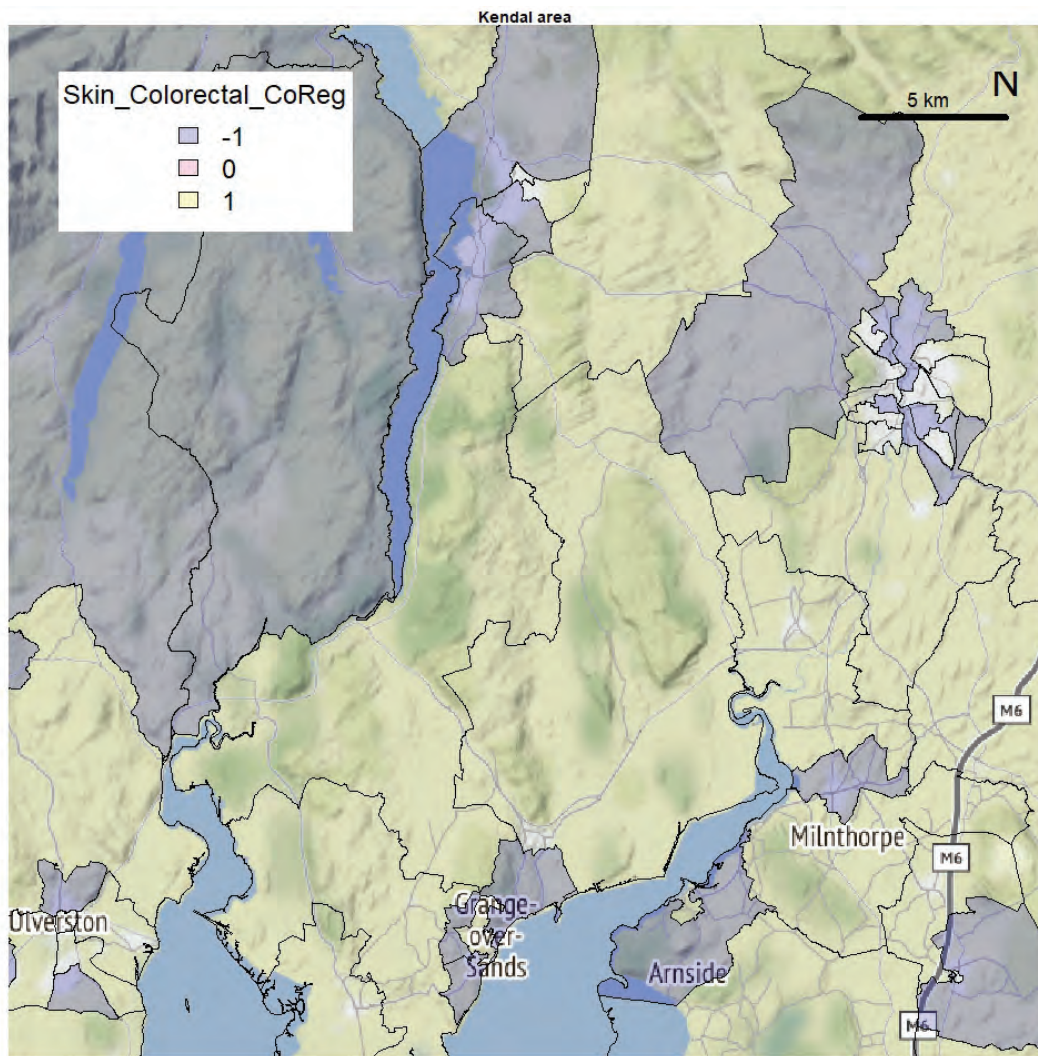 Kendal area
Skin_Colorectal_CoReg
-1
0
1
N
5 km
M6
Milnthorpe
M6
Ulverston
Grange-
over-
Sands
Arnside
M6